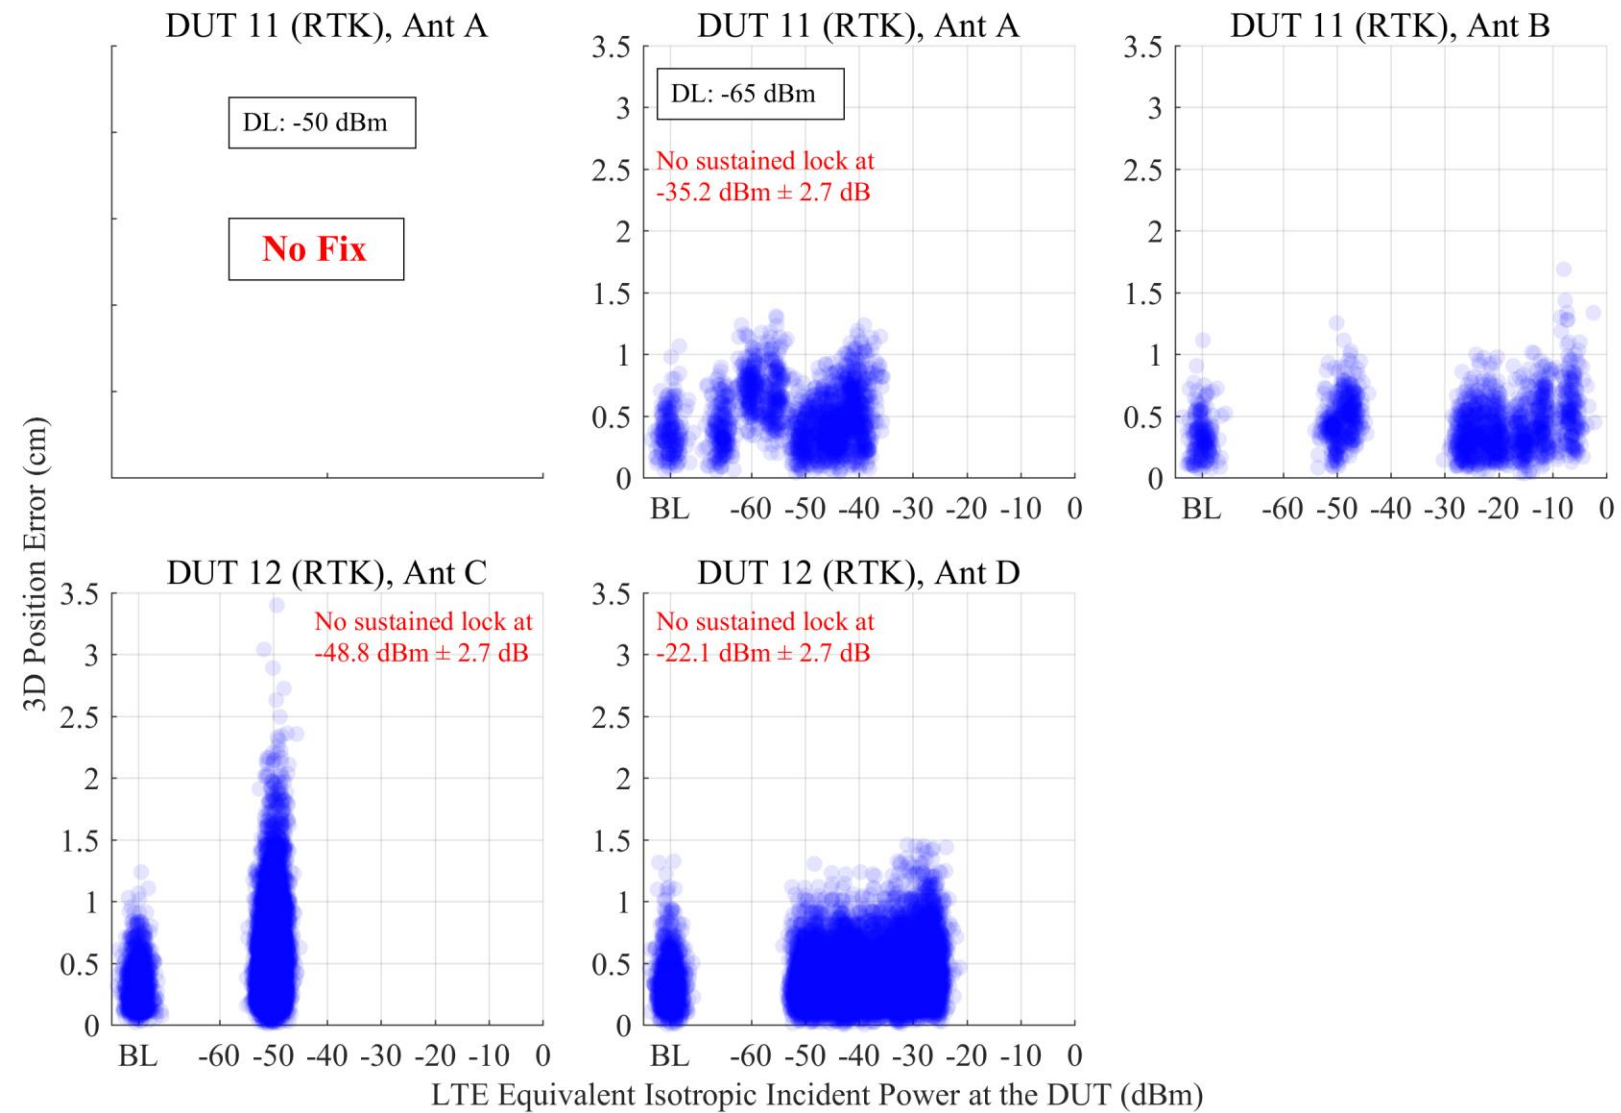 DUT 11 (RTK), Ant A
DL: -50 dBm
No Fix
DUT 11 (RTK), Ant A
3.5
3
2.5
2
1.5
1
0.5
0
DL: -65 dBm
No sustained lock at
-35.2 dBm ± 2.7 dB
BL -60 -50 -40 -30 -20 -10 0
DUT 11 (RTK), Ant B
3.5
3
2.5
2
1.5
1
0.5
0
BL -60 -50 -40 -30 -20 -10 0
3D Position Error (cm)
DUT 12 (RTK), Ant C
3.5
3
2.5
2
1.5
1
0.5
0
No sustained lock at
-48.8 dBm ± 2.7 dB
BL -60 -50 -40 -30 -20 -10 0
DUT 12 (RTK), Ant D
3.5
3
2.5
2
1.5
1
0.5
0
No sustained lock at
-22.1 dBm ± 2.7 dB
BL -60 -50 -40 -30 -20 -10 0
LTE Equivalent Isotropic Incident Power at the DUT (dBm)